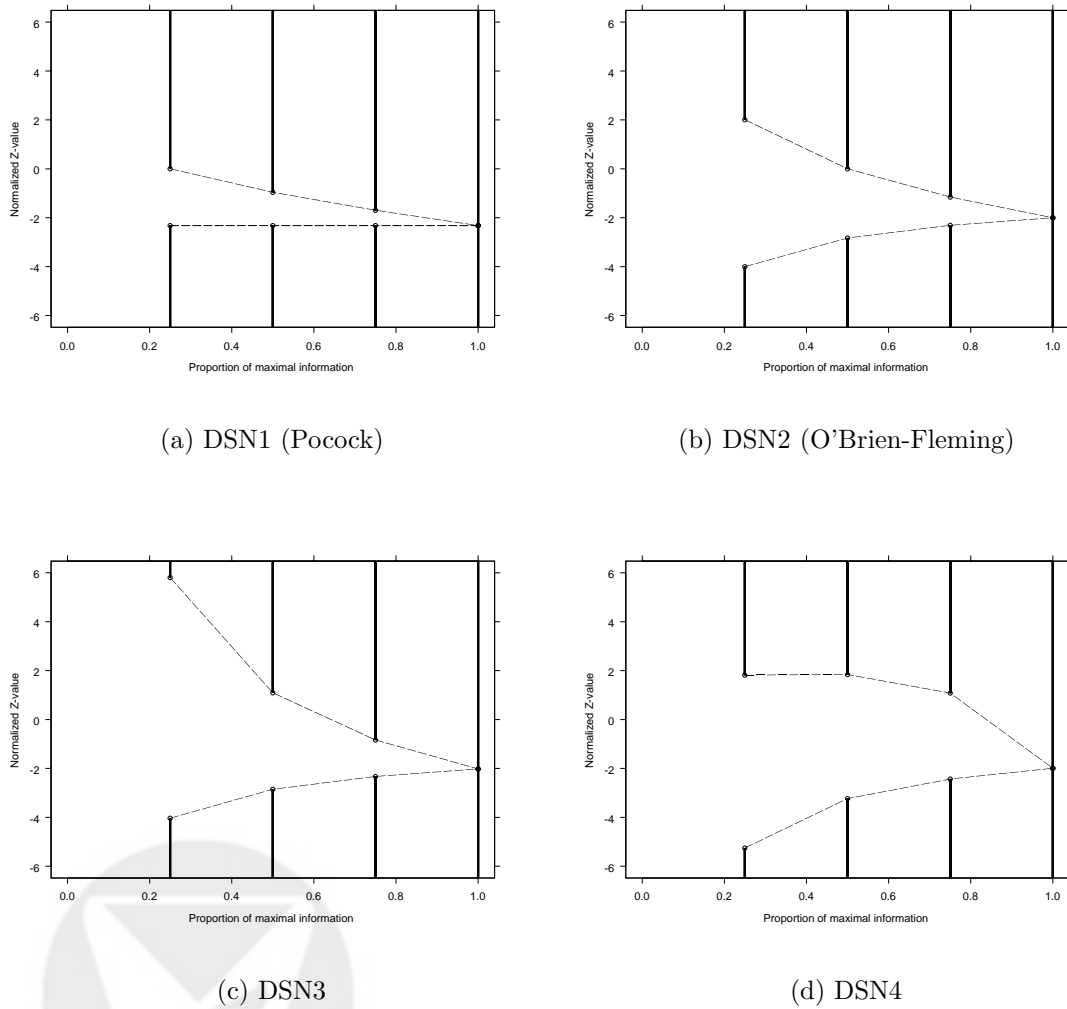 6
4
2
0
-2
-4
-6
Normalized Z-value
0.0 0.2 0.4 0.6 0.8 1.0
Proportion of maximal information
(a) DSN1 (Pocock)
6
4
2
0
-2
-4
-6
Normalized Z-value
0.0 0.2 0.4 0.6 0.8 1.0
Proportion of maximal information
(b) DSN2 (O'Brien-Fleming)
6
4
2
0
-2
-4
-6
Normalized Z-value
0.0 0.2 0.4 0.6 0.8 1.0
Proportion of maximal information
(c) DSN3
6
4
2
0
-2
-4
-6
Normalized Z-value
0.0 0.2 0.4 0.6 0.8 1.0
Proportion of maximal information
(d) DSN4